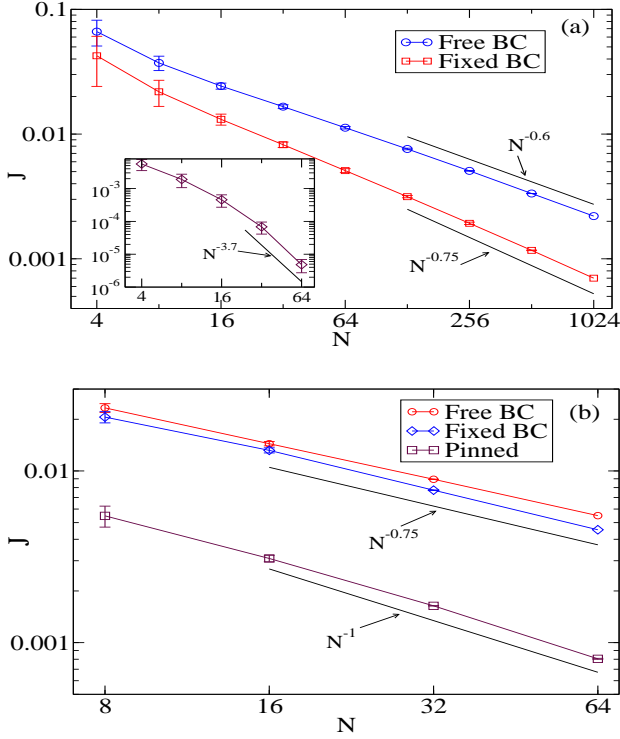 0.1
(a)
Free BC
Fixed BC
N^-0.6
0.01
J
10^-3
10^-4
N^-3.7
10^-5
10^-6
4
16
64
N^-0.75
0.001
4
16
64
256
1024
N
(b)
Free BC
Fixed BC
Pinned
0.01
J
N^-0.75
N^-1
0.001
8
16
32
64
N